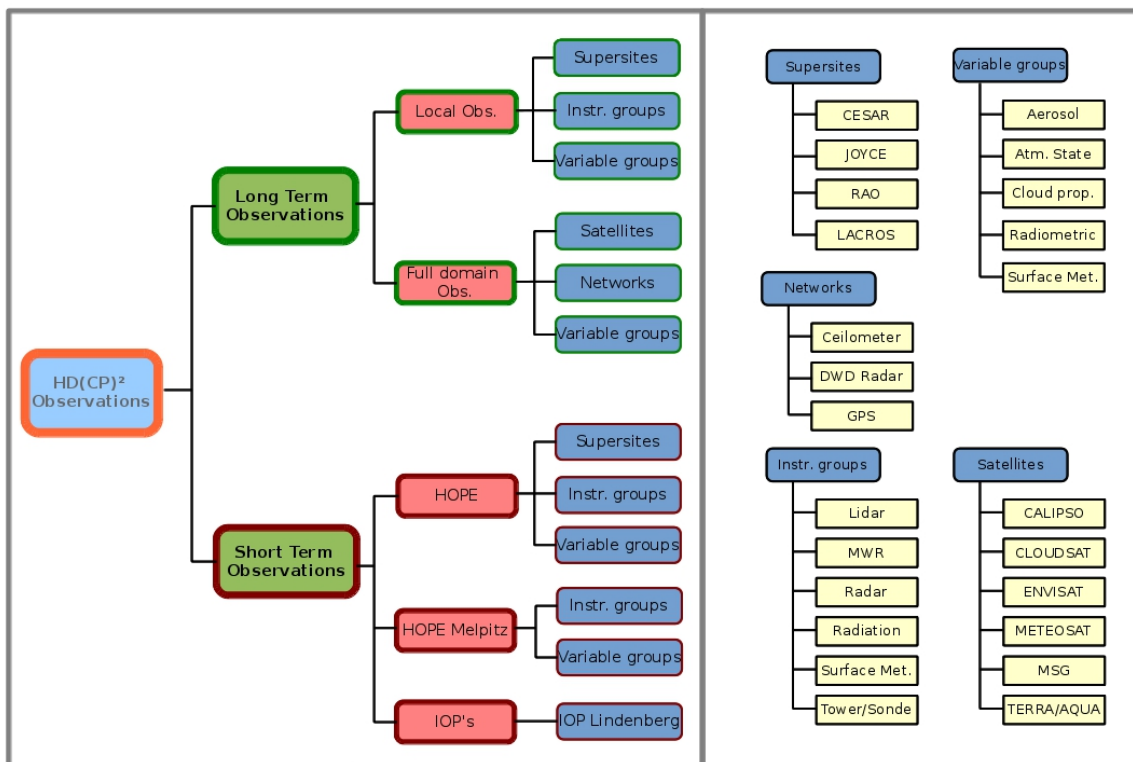 HD(CP)²
Observations
Long Term
Observations
Local Obs.
Supersites
Instr. groups
Variable groups
Full domain
Obs.
Satellites
Networks
Variable groups
Short Term
Observations
HOPE
Supersites
Instr. groups
Variable groups
HOPE Melpitz
Instr. groups
Variable groups
IOP's
IOP Lindenberg
Supersites
CESAR
JOYCE
RAO
LACROS
Variable groups
Aerosol
Atm. State
Cloud prop.
Radiometric
Surface Met.
Networks
Ceilometer
DWD Radar
GPS
Instr. groups
Lidar
MWR
Radar
Radiation
Surface Met.
Tower/Sonde
Satellites
CALIPSO
CLOUDSAT
ENVISAT
METEOSAT
MSG
TERRA/AQUA